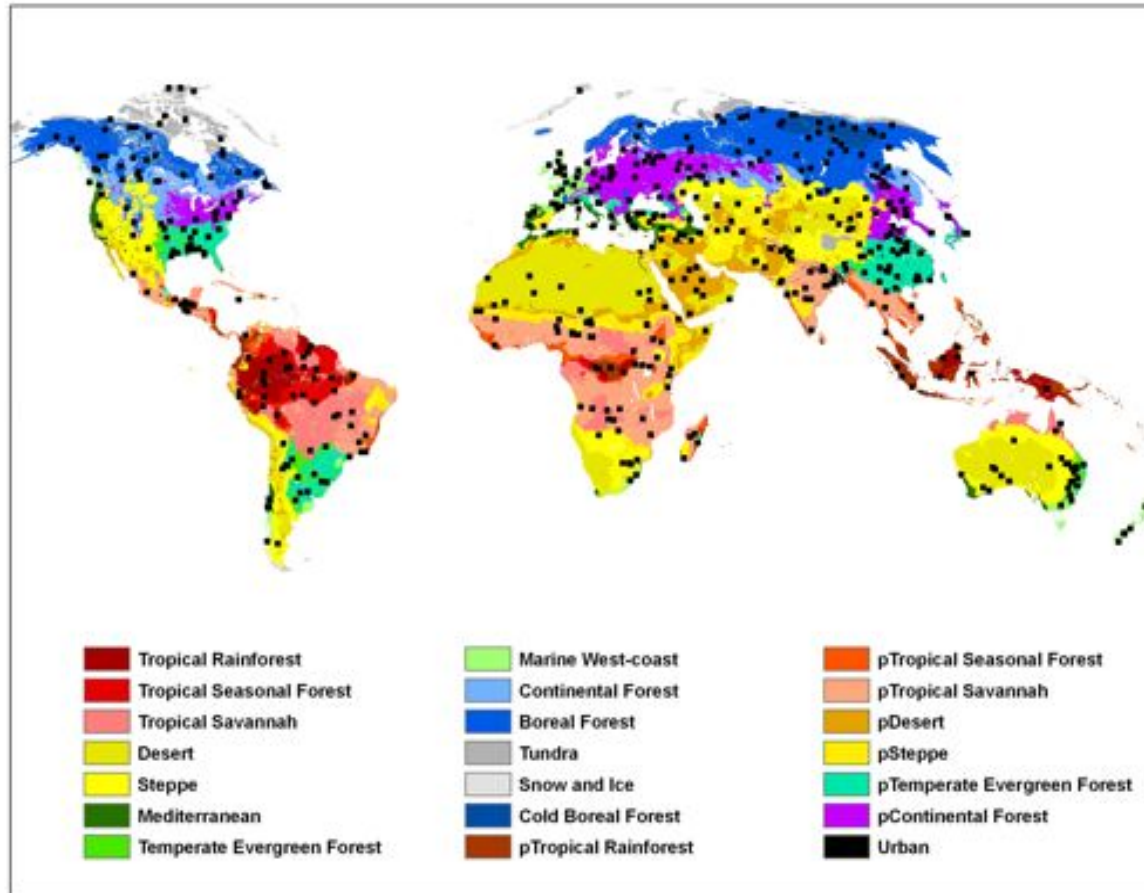 Tropical Rainforest
Tropical Seasonal Forest
Tropical Savannah
Desert
Steppe
Mediterranean
Temperate Evergreen Forest
Marine West-coast
Continental Forest
Boreal Forest
Tundra
Snow and Ice
Cold Boreal Forest
pTropical Rainforest
pTropical Seasonal Forest
pTropical Savannah
pDesert
pSteppe
pTemperate Evergreen Forest
pContinental Forest
Urban